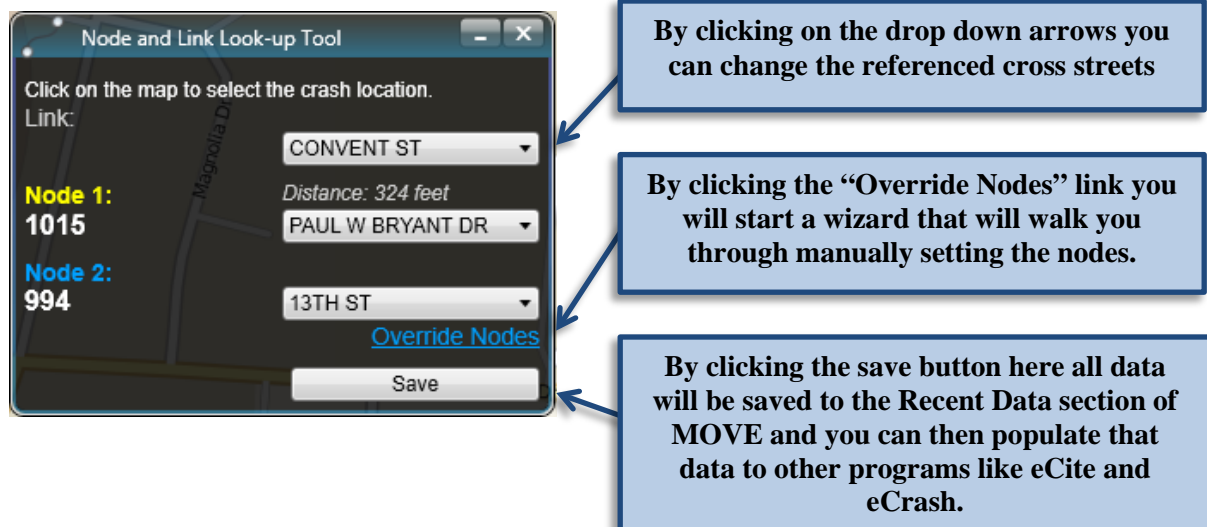 Node and Link Look-up Tool
Click on the map to select the crash location.
Link:
Magnolia Dr
CONVENT ST
Node 1:
Distance: 324 feet
1015
PAUL W BRYANT DR
Node 2:
994
13TH ST
Override Nodes
Save
By clicking on the drop down arrows you
can change the referenced cross streets
By clicking the “Override Nodes” link you
will start a wizard that will walk you
through manually setting the nodes.
By clicking the save button here all data
will be saved to the Recent Data section of
MOVE and you can then populate that
data to other programs like eCite and
eCrash.